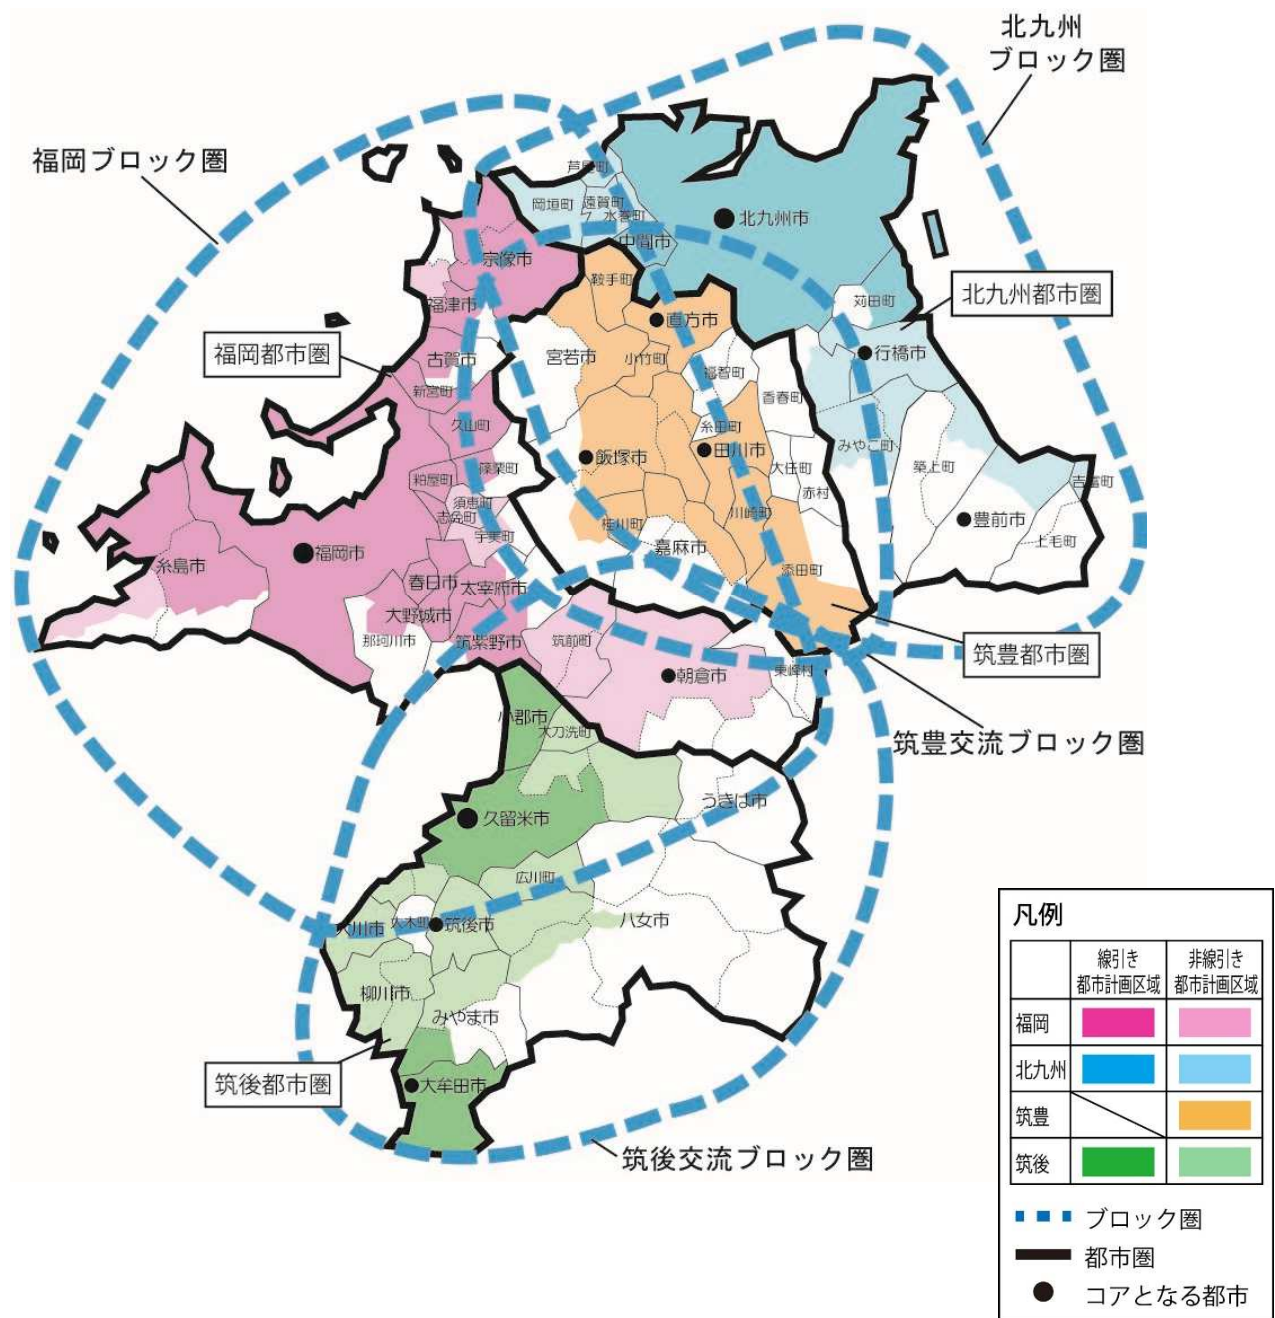 北九州
ブロック圏
福岡ブロック圏
芦屋町
岡垣町
遠賀町
水巻町
北九州市
中間市
宗像市
鞍手町
苅田町
北九州都市圏
福津市
直方市
福岡都市圏
古賀市
宮若市
小竹町
行橋市
福智町
新宮町
香春町
久山町
糸田町
みやこ町
飯塚市
田川市
篠栗町
大任町
築上町
粕屋町
吉富町
赤村
須恵町
志免町
桂川町
川崎町
豊前市
宇美町
嘉麻市
上毛町
福岡市
糸島市
添田町
春日市
太宰府市
大野城市
那珂川市
筑紫野市
筑前町
筑豊都市圏
朝倉市
東峰村
小郡市
大刀洗町
筑豊交流ブロック圏
うきは市
久留米市
広川町
大川市
大木町
筑後市
八女市
柳川市
みやま市
筑後都市圏
大牟田市
筑後交流ブロック圏
凡例
線引き
都市計画区域
非線引き
都市計画区域
福岡
北九州
筑豊
筑後
ブロック圏
都市圏
コアとなる都市